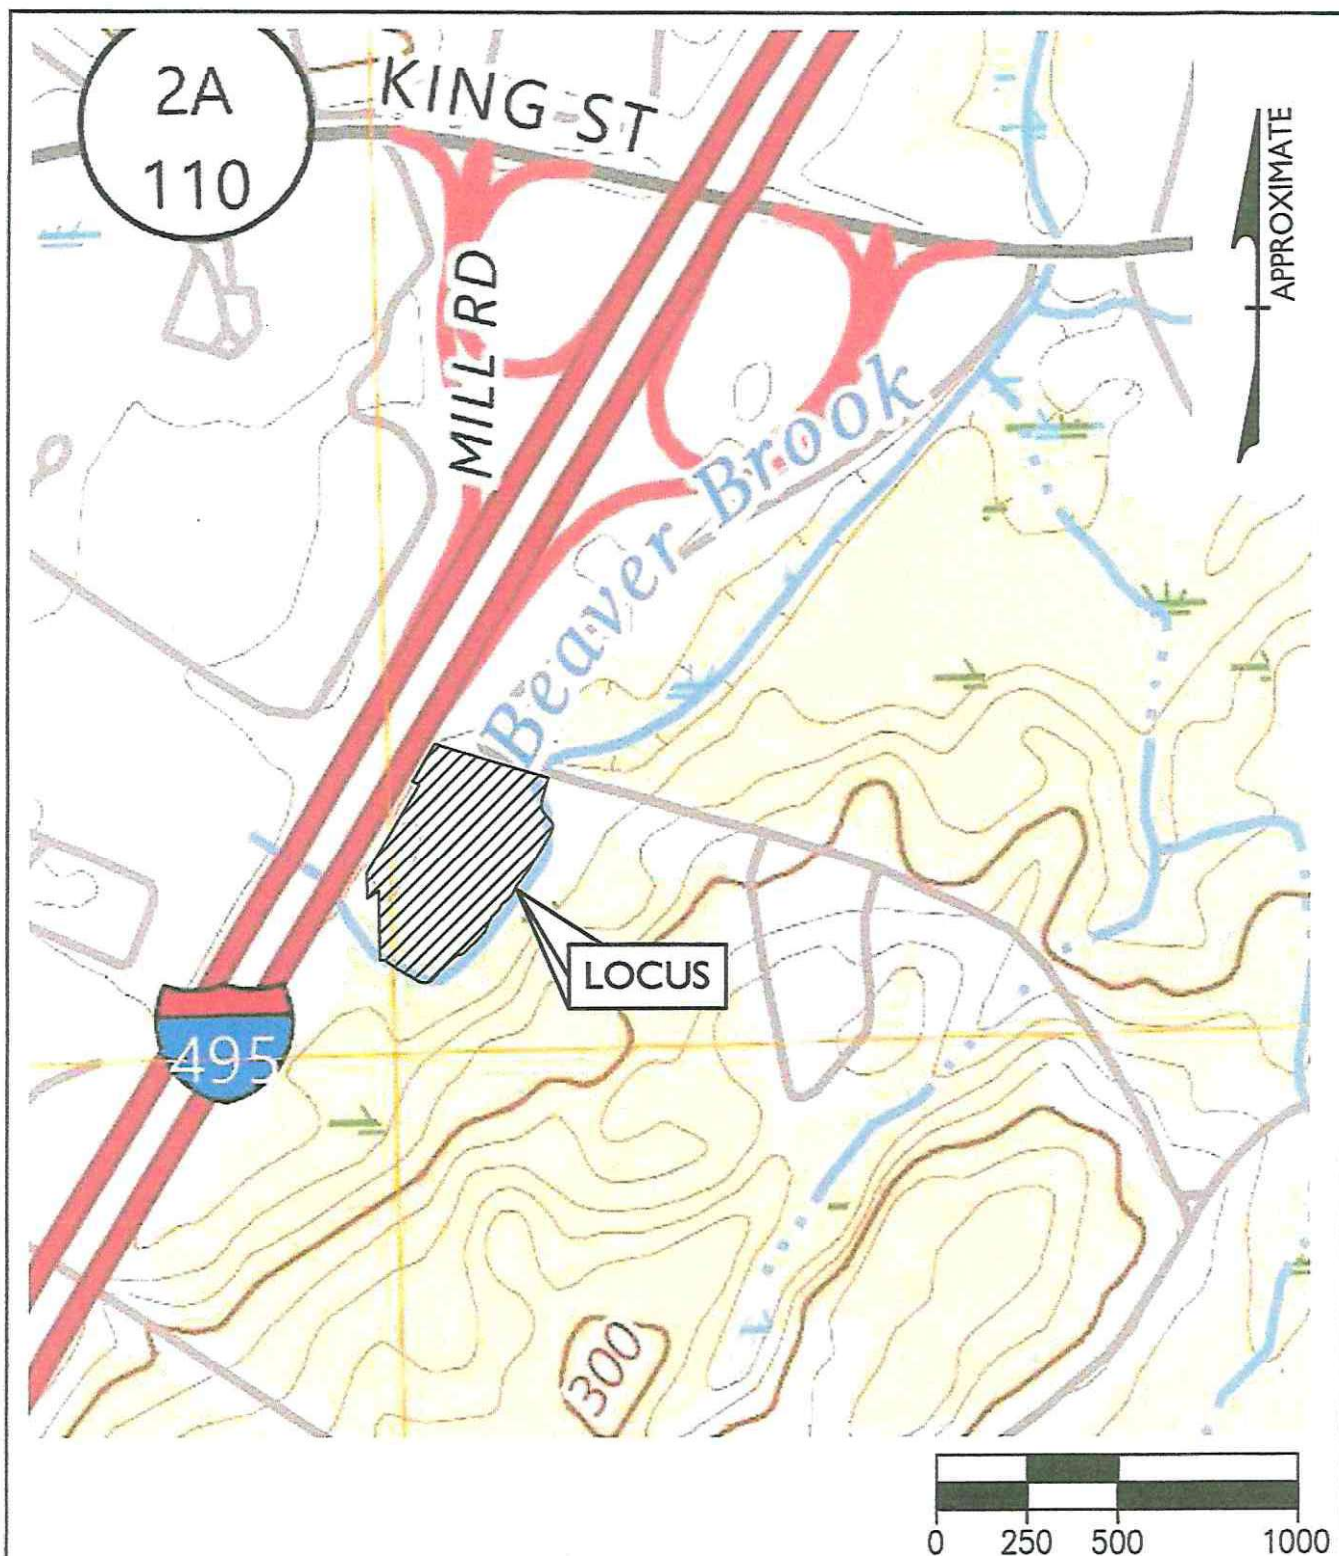 2A
110
KING ST
APPROXIMATE
MILL RD
Beaver Brook
LOCUS
495
300
0 250 500 1000